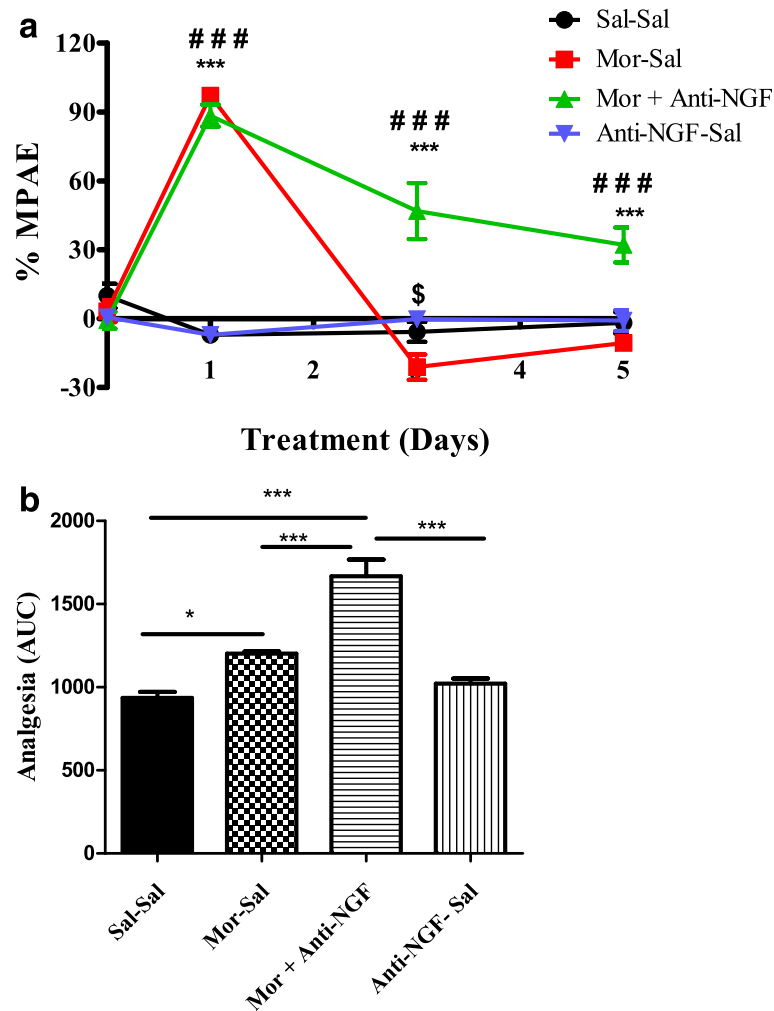 a
Sal-Sal
Mor-Sal
Mor + Anti-NGF
Anti-NGF-Sal
###
***
###
***
###
***
$
120
90
60
30
0
-30
% MPAE
1 2 4 5
Treatment (Days)
b
***
***
***
*
2000
1500
1000
500
0
Analgesia (AUC)
Sal-Sal
Mor-Sal
Mor + Anti-NGF
Anti-NGF- Sal